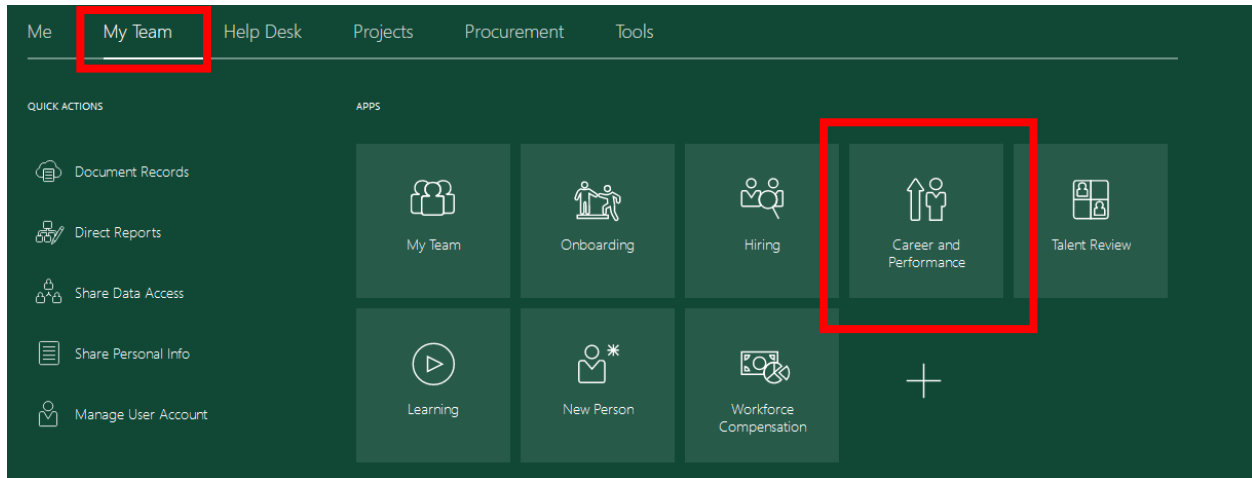 Me My Team Help Desk Projects Procurement Tools
QUICK ACTIONS
Document Records
Direct Reports
Share Data Access
Share Personal Info
Manage User Account
APPS
My Team
Onboarding
Hiring
Career and
Performance
Talent Review
Learning
New Person
Workforce
Compensation